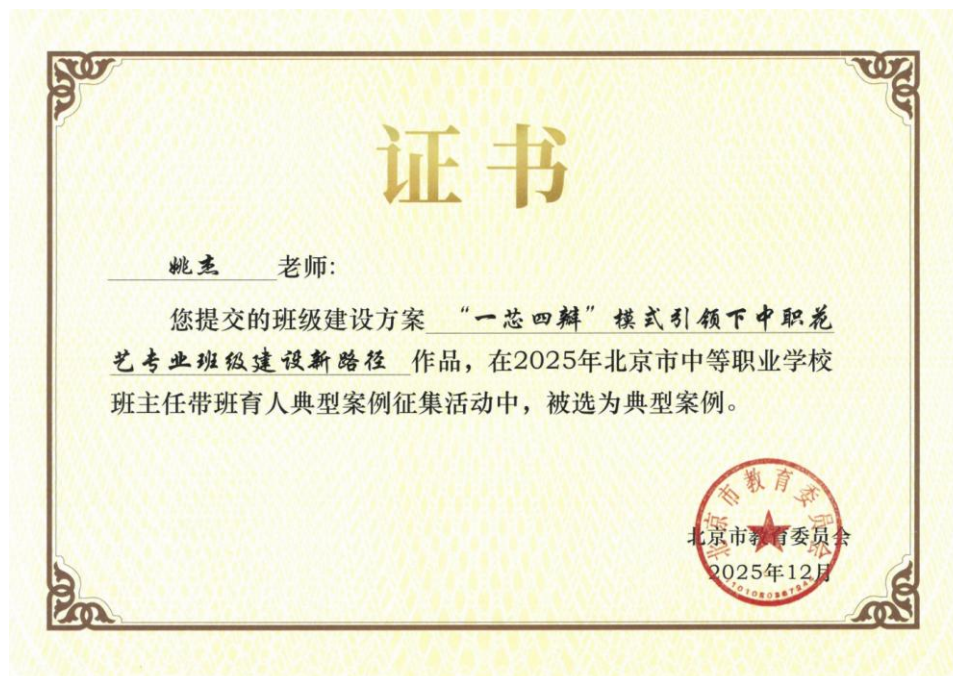 证书
姚杰 老师:
您提交的班级建设方案“一芯四瓣”模式引领下中职花
艺专业班级建设新路径 作品，在2025年北京市中等职业学校
班主任带班育人典型案例征集活动中，被选为典型案例。
北京市教育委员会
北京市教育委员会
2025年12月